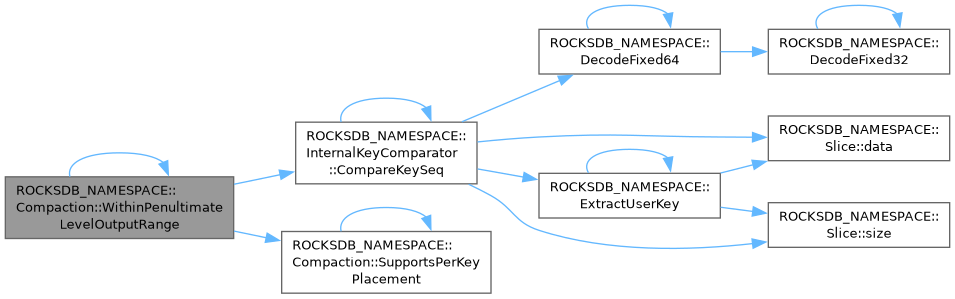 ROCKSDB_NAMESPACE::
Compaction::WithinPenultimate
LevelOutputRange
ROCKSDB_NAMESPACE::
InternalKeyComparator
::CompareKeySeq
ROCKSDB_NAMESPACE::
Compaction::SupportsPerKey
Placement
ROCKSDB_NAMESPACE::
DecodeFixed64
ROCKSDB_NAMESPACE::
ExtractUserKey
ROCKSDB_NAMESPACE::
DecodeFixed32
ROCKSDB_NAMESPACE::
Slice::data
ROCKSDB_NAMESPACE::
Slice::size